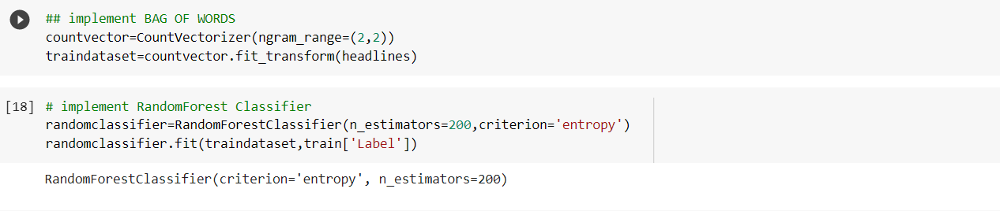 ## implement BAG OF WORDS
countvector=CountVectorizer(ngram_range=(2,2))
traindataset=countvector.fit_transform(headlines)
[18] # implement RandomForest Classifier
randomclassifier=RandomForestClassifier(n_estimators=200,criterion='entropy')
randomclassifier.fit(traindataset,train['Label'])
RandomForestClassifier(criterion='entropy', n_estimators=200)